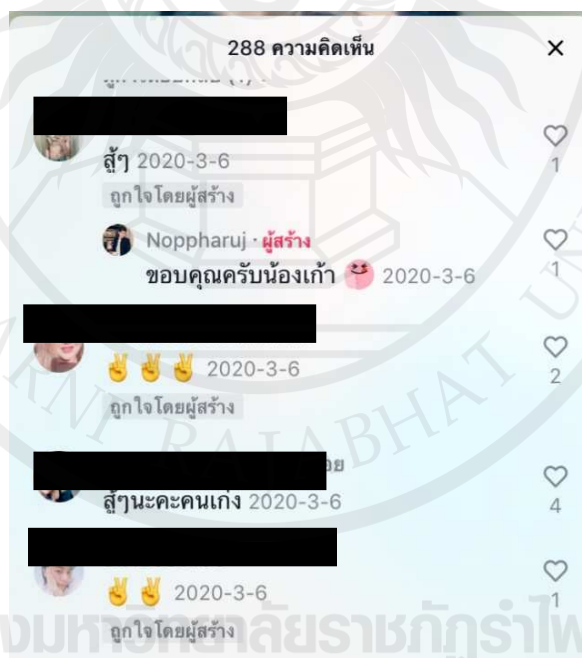 288 ความคิดเห็น
สู้ๆ 2020-3-6
1
ถูกใจโดยผู้สร้าง
Noppharuj · ผู้สร้าง
ขอบคุณครับน้องเก้า 2020-3-6
1
✌✌✌ 2020-3-6
2
ถูกใจโดยผู้สร้าง
สู้ๆนะคะคนเก่ง 2020-3-6
4
✌✌ 2020-3-6
1
ถูกใจโดยผู้สร้าง
RAJABHAT